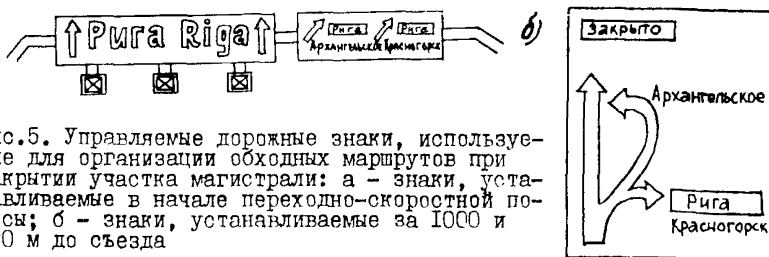 Рига Riga
Рига Рига
Архангельское Красногорск
б)
Закрыто
Архангельское
Рига
Красногорск
с.5. Управляемые дорожные знаки, используе-
е для организации обходных маршрутов при
крытии участка магистрали: а – знаки, уста-
вливаемые в начале переходно-скоростной по-
сы; б – знаки, устанавливаемые за 1000 и
0 м до съезда